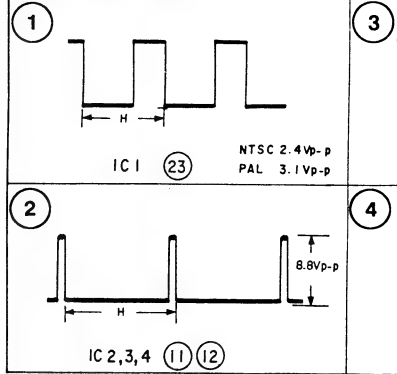 1
3
H
NTSC 2.4Vp-p
IC1 23
PAL 3.1Vp-p
2
4
8.8Vp-p
H
IC 2,3,4 11 12